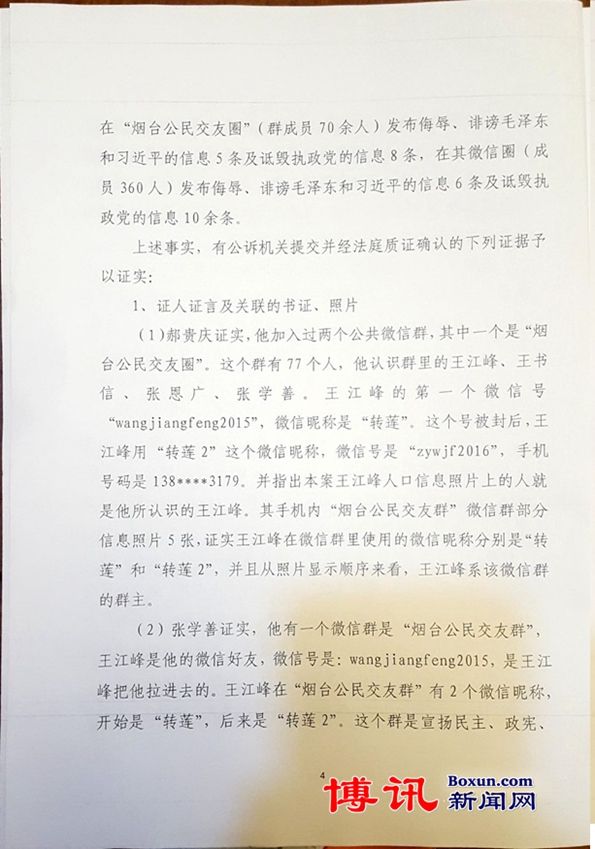 在“烟台公民交友圈”（群成员 70 余人）发布侮辱、诽谤毛泽东
和习近平的信息 5 条及诋毁执政党的信息 8 条，在其微信圈（成
员 360 人）发布侮辱、诽谤毛泽东和习近平的信息 6 条及诋毁执
政党的信息 10 余条。
上述事实，有公诉机关提交并经法庭质证确认的下列证据予
以证实：
1、证人证言及关联的书证、照片
（1）郝贵庆证实，他加入过两个公共微信群，其中一个是“烟
台公民交友圈”。这个群有 77 个人，他认识群里的王江峰、王书
信、张恩广、张学善。王江峰的第一个微信号
“wangjiangfeng2015”，微信昵称是“转莲”。这个号被封后，王
江峰用“转莲 2”这个微信昵称，微信号是“zywjf2016”，手机
号码是 138****3179。并指出本案王江峰人口信息照片上的人就
是他所认识的王江峰。其手机内“烟台公民交友群” 微信群部分
信息照片 5 张，证实王江峰在微信群里使用的微信昵称分别是“转
莲”和“转莲 2”，并且从照片显示顺序来看，王江峰系该微信群
的群主。
（2）张学善证实，他有一个微信群是“烟台公民交友群”，
王江峰是他的微信好友，微信号是：wangjiangfeng2015，是王江
峰把他拉进去的。王江峰在“烟台公民交友群”有 2 个微信昵称，
开始是“转莲”，后来是“转莲 2”。这个群是宣扬民主、政宪、
4
博讯 Boxun.com
新闻网